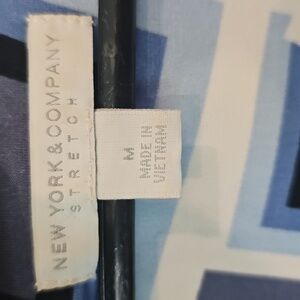 NEW YORK & COMPANY
STRETCH
M
MADE IN
VIETNAM